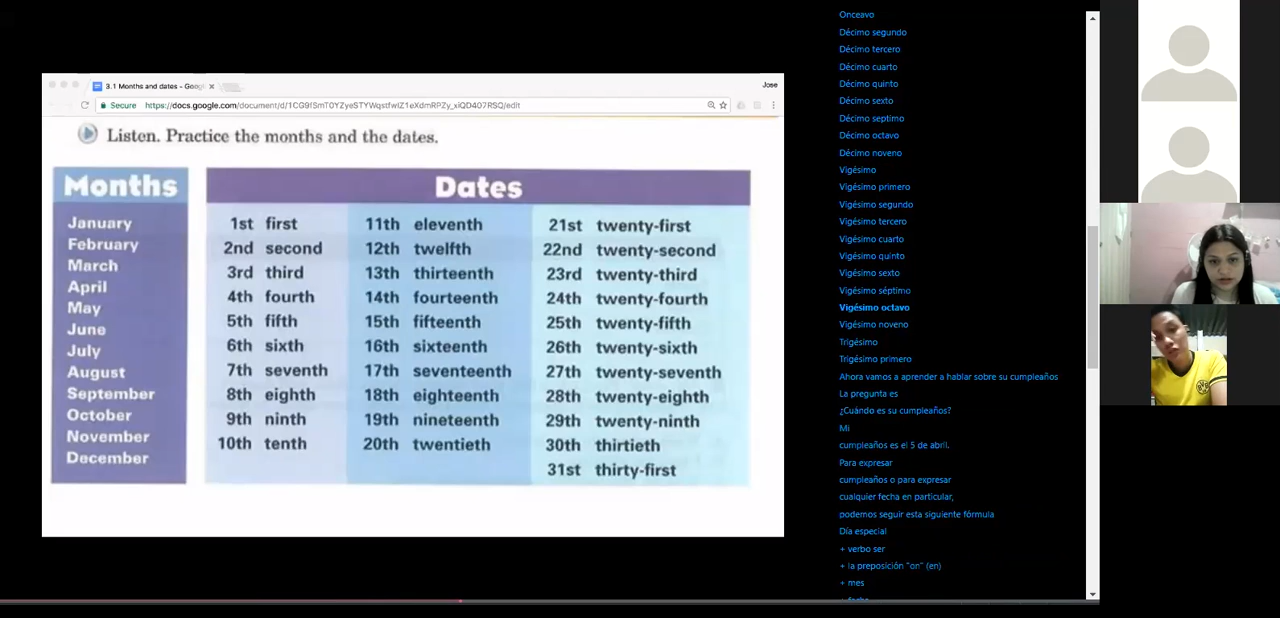 3.1 Months and dates - Goog
Jose
Secure
https://docs.google.com/document/d/
Listen. Practice the months and the dates.
Months
January
February
March
April
May
June
July
August
September
October
November
December
Dates
1st first
2nd second
3rd third
4th fourth
5th fifth
6th sixth
7th seventh
8th eighth
9th ninth
10th tenth
11th eleventh
12th twelfth
13th thirteenth
14th fourteenth
15th fifteenth
16th sixteenth
17th seventeenth
18th eighteenth
19th nineteenth
20th twentieth
21st twenty-first
22nd twenty-second
23rd twenty-third
24th twenty-fourth
25th twenty-fifth
26th twenty-sixth
27th twenty-seventh
28th twenty-eighth
29th twenty-ninth
30th thirtieth
31st thirty-first
Onceavo
Décimo segundo
Décimo tercero
Décimo cuarto
Décimo quinto
Décimo sexto
Décimo septimo
Décimo octavo
Décimo noveno
Vigésimo
Vigésimo primero
Vigésimo segundo
Vigésimo tercero
Vigésimo cuarto
Vigésimo quinto
Vigésimo sexto
Vigésimo séptimo
Vigésimo octavo
Vigésimo noveno
Trigésimo
Trigésimo primero
Ahora vamos a aprender a hablar sobre su cumpleaños
La pregunta es
¿Cuándo es su cumpleaños?
Mi
cumpleaños es el 5 de abril.
Para expresar
cumpleaños o para expresar
cualquier fecha en particular,
podemos seguir esta siguiente fórmula
Día especial
+ verbo ser
+ la preposición "on" (en)
+ mes
+ fecha